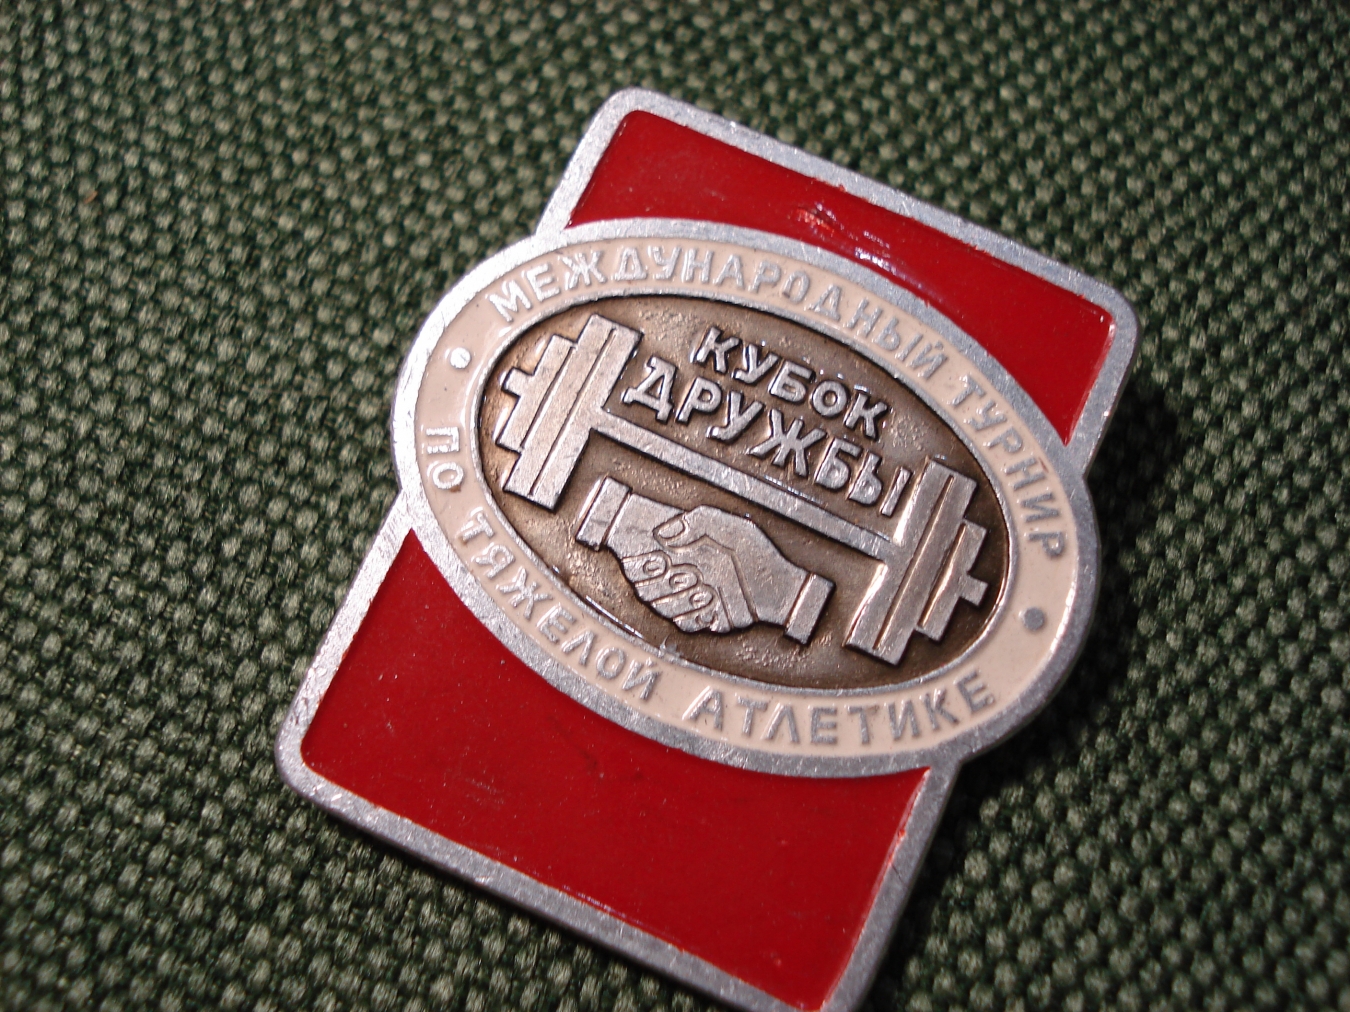 МЕЖДУНАРОДНЫЙ ТУРНИР
КУБОК
ДРУЖБЫ
ПО ТЯЖЕЛОЙ АТЛЕТИКЕ